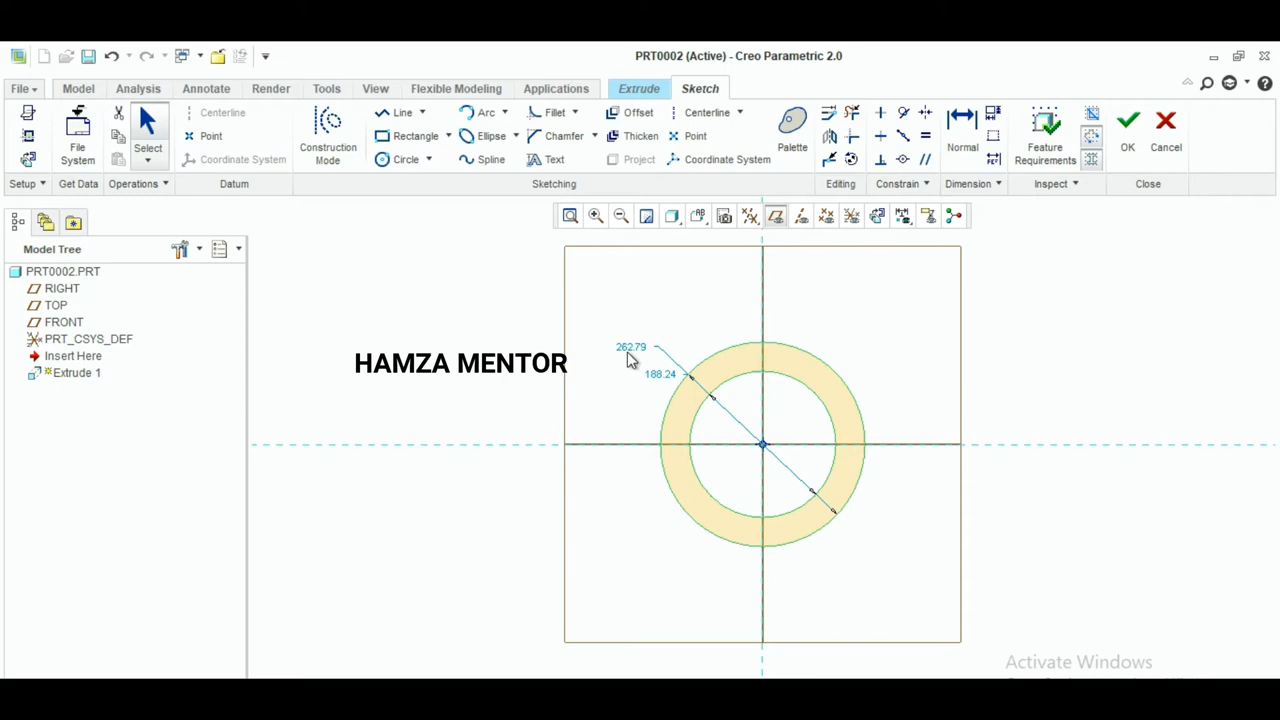 PRT0002 (Active) - Creo Parametric 2.0
File Model Analysis Annotate Render Tools View Flexible Modeling Applications Extrude Sketch
Centerline Line Arc Fillet Offset Centerline
Point Rectangle Ellipse Chamfer Thicken Point
Coordinate System Circle Spline Text Project Coordinate System
File System
Select
Construction Mode
Palette
Normal
Feature Requirements
OK
Cancel
Setup Get Data Operations Datum Sketching Editing Constrain Dimension Inspect Close
Model Tree
PRT0002.PRT
RIGHT
TOP
FRONT
PRT_CSYS_DEF
Insert Here
Extrude 1
HAMZA MENTOR
262.79
188.24
Activate Windows